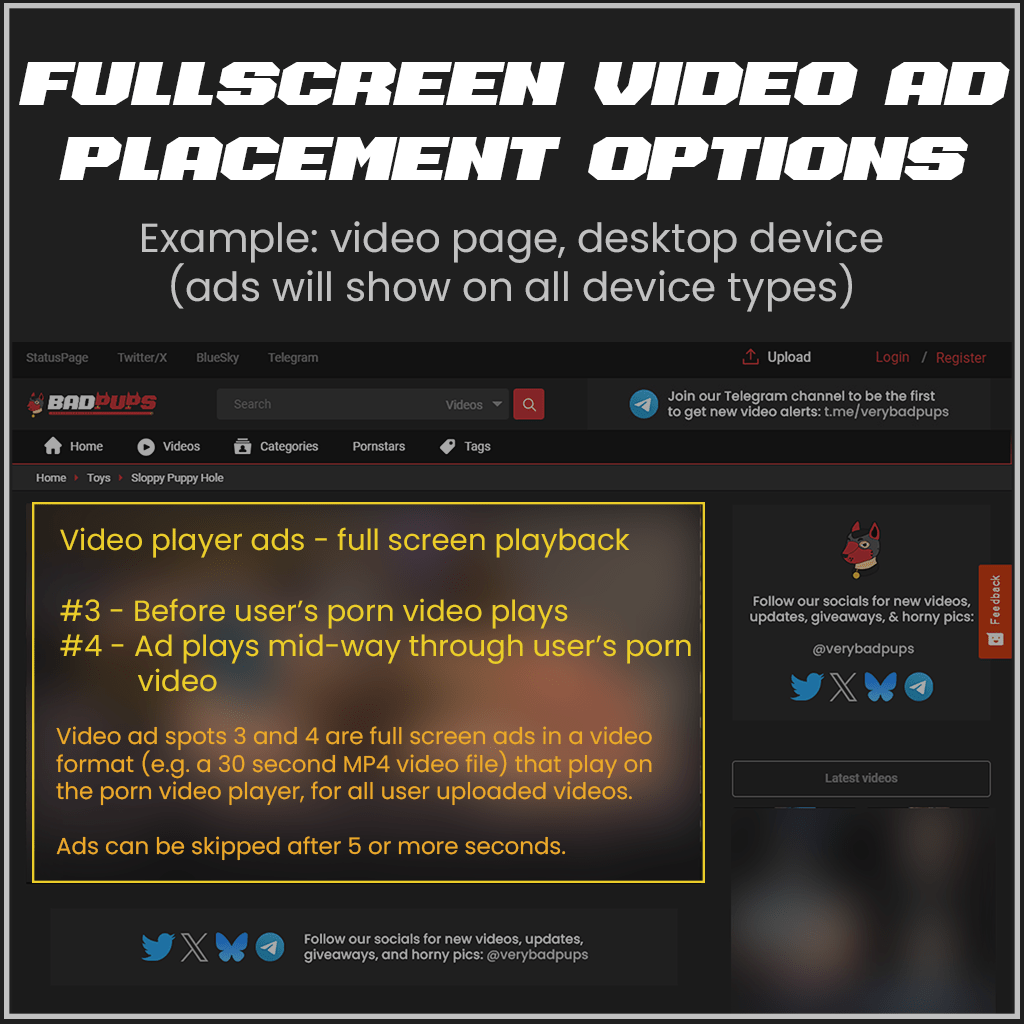 FULLSCREEN VIDEO AD
PLACEMENT OPTIONS
Example: video page, desktop device
(ads will show on all device types)
StatusPage Twitter/X BlueSky Telegram Upload Login / Register
BADPUPS
Search Videos
Join our Telegram channel to be the first
to get new video alerts: t.me/verybadpups
Home Videos Categories Pornstars Tags
Home Toys Sloppy Puppy Hole
Video player ads - full screen playback
#3 - Before user's porn video plays
#4 - Ad plays mid-way through user's porn
video
Video ad spots 3 and 4 are full screen ads in a video
format (e.g. a 30 second MP4 video file) that play on
the porn video player, for all user uploaded videos.
Ads can be skipped after 5 or more seconds.
Follow our socials for new videos,
updates, giveaways, & horny pics:
@verybadpups
Feedback
Latest videos
Follow our socials for new videos, updates,
giveaways, and horny pics: @verybadpups